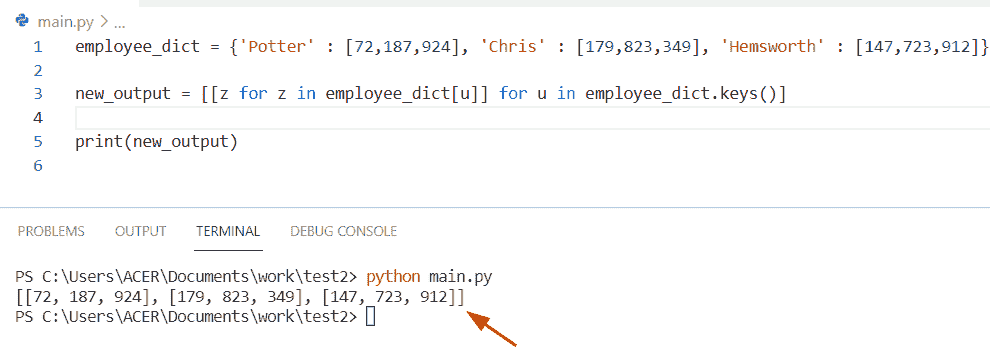 main.py > ...
1 employee_dict = {'Potter' : [72,187,924], 'Chris' : [179,823,349], 'Hemsworth' : [147,723,912]}
2
3 new_output = [[z for z in employee_dict[u]] for u in employee_dict.keys()]
4
5 print(new_output)
6
PROBLEMS OUTPUT TERMINAL DEBUG CONSOLE
PS C:\Users\ACER\Documents\work\test2> python main.py
[[72, 187, 924], [179, 823, 349], [147, 723, 912]]
PS C:\Users\ACER\Documents\work\test2>